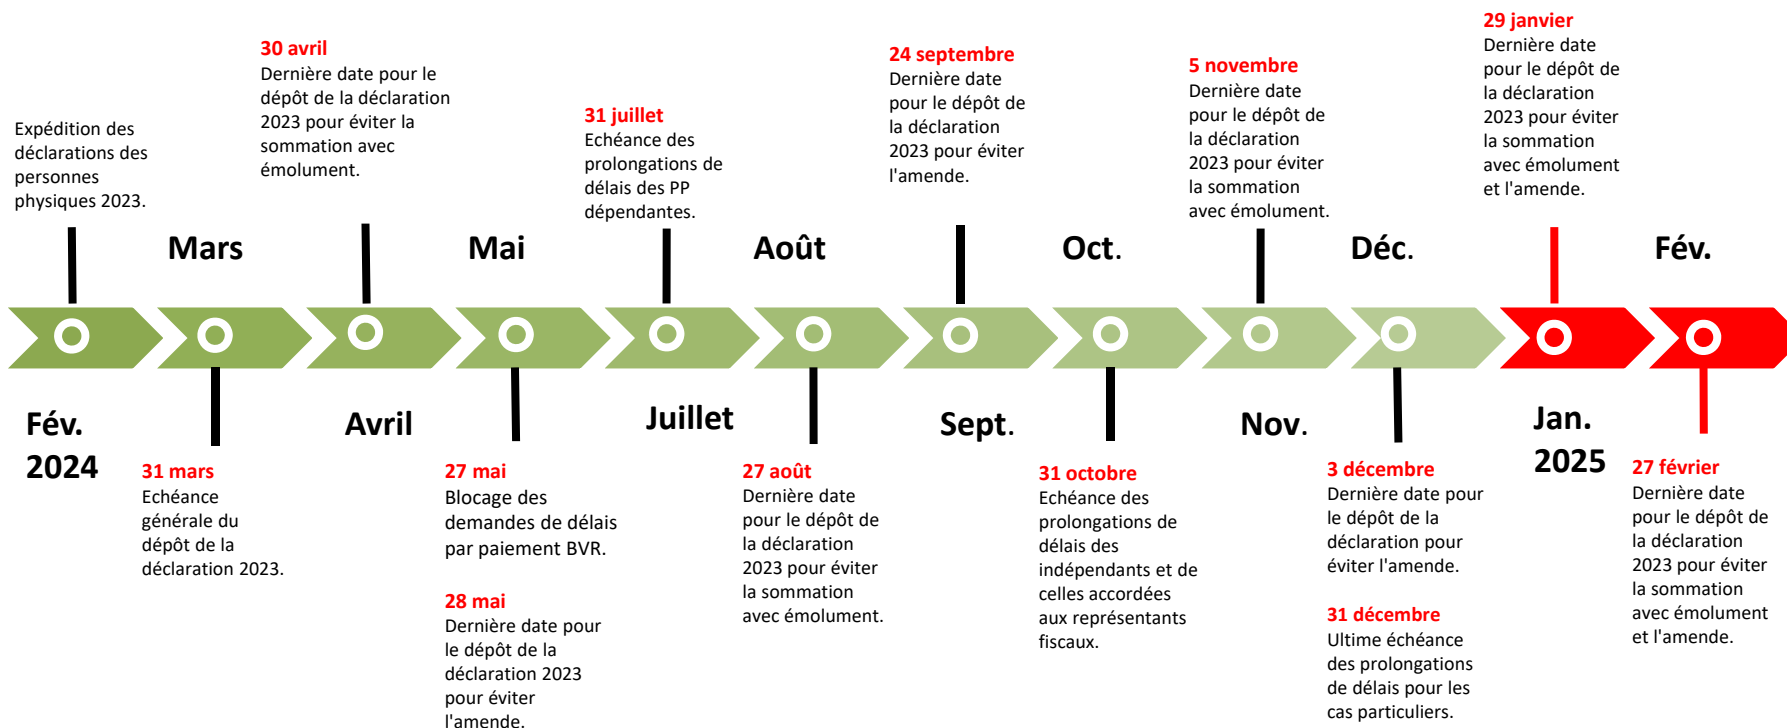 Expédition des
déclarations des
personnes
physiques 2023.
Fév.
2024
Mars
31 mars
Echéance
générale du
dépôt de la
déclaration 2023.
30 avril
Dernière date pour le
dépôt de la déclaration
2023 pour éviter la
sommation avec
émolument.
Avril
Mai
27 mai
Blocage des
demandes de délais
par paiement BVR.
28 mai
Dernière date pour
le dépôt de la
déclaration 2023
pour éviter
l'amende.
31 juillet
Echéance des
prolongations de
délais des PP
dépendantes.
Juillet
Août
27 août
Dernière date
pour le dépôt de
la déclaration
2023 pour éviter
la sommation
avec émolument.
24 septembre
Dernière date
pour le dépôt de
la déclaration
2023 pour éviter
l'amende.
Sept.
Oct.
31 octobre
Echéance des
prolongations de
délais des
indépendants et de
celles accordées
aux représentants
fiscaux.
5 novembre
Dernière date
pour le dépôt de
la déclaration
2023 pour éviter
la sommation
avec émolument.
Nov.
Déc.
3 décembre
Dernière date pour
le dépôt de la
déclaration pour
éviter l'amende.
31 décembre
Ultime échéance
des prolongations
de délais pour les
cas particuliers.
29 janvier
Dernière date
pour le dépôt de
la déclaration
2023 pour éviter
la sommation
avec émolument
et l'amende.
Jan.
2025
Fév.
27 février
Dernière date
pour le dépôt de
la déclaration
2023 pour éviter
la sommation
avec émolument
et l'amende.